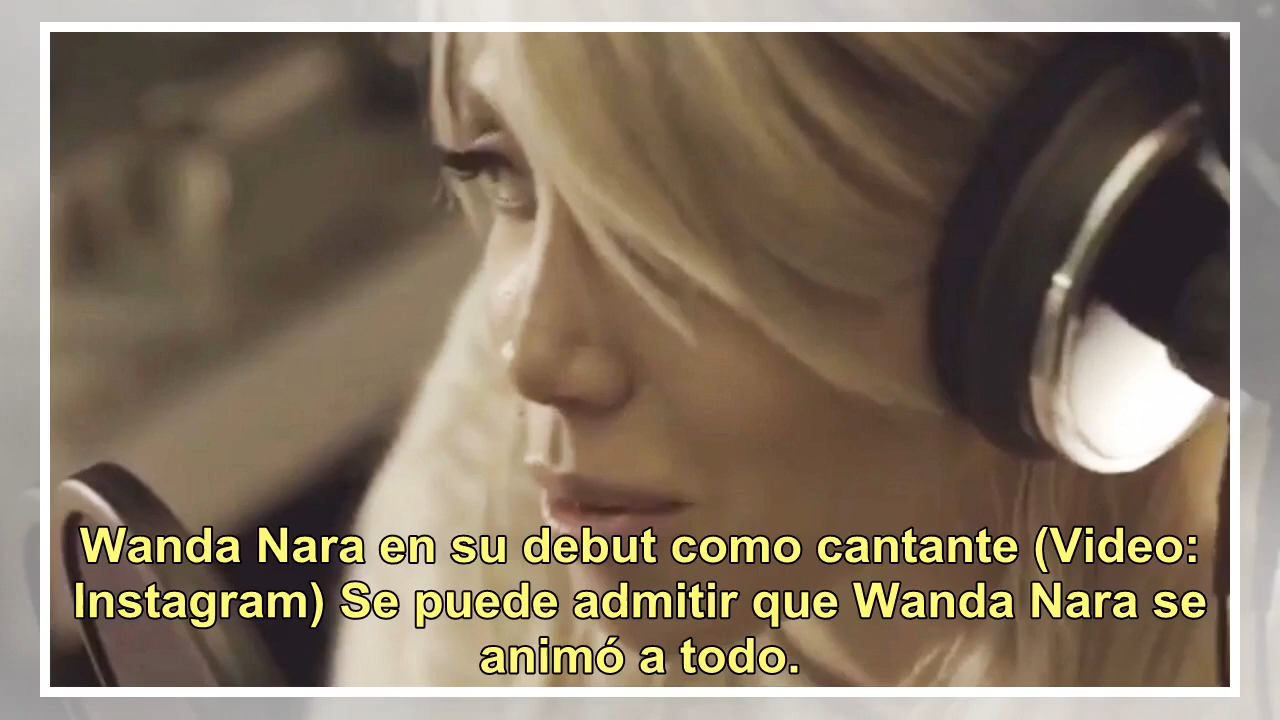 Wanda Nara en su debut como cantante (Video:
Instagram) Se puede admitir que Wanda Nara se
animó a todo.